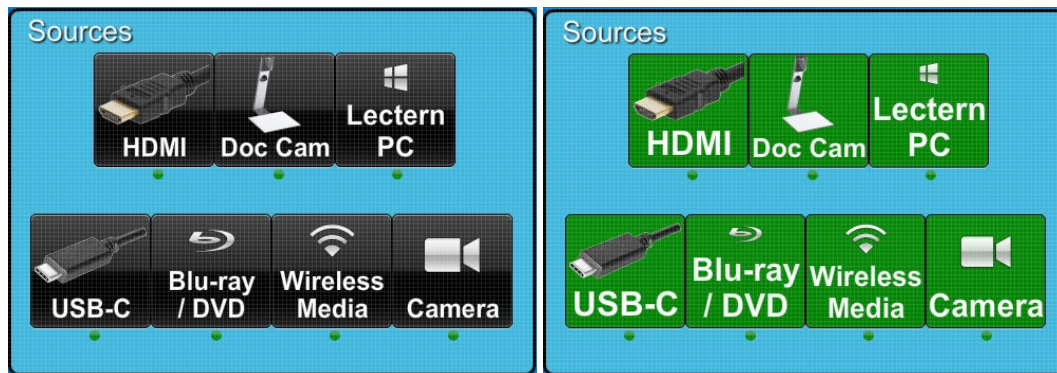 Sources
HDMI
Doc Cam
Lectern
PC
USB-C
Blu-ray
/ DVD
Wireless
Media
Camera
Sources
HDMI
Doc Cam
Lectern
PC
USB-C
Blu-ray
/ DVD
Wireless
Media
Camera